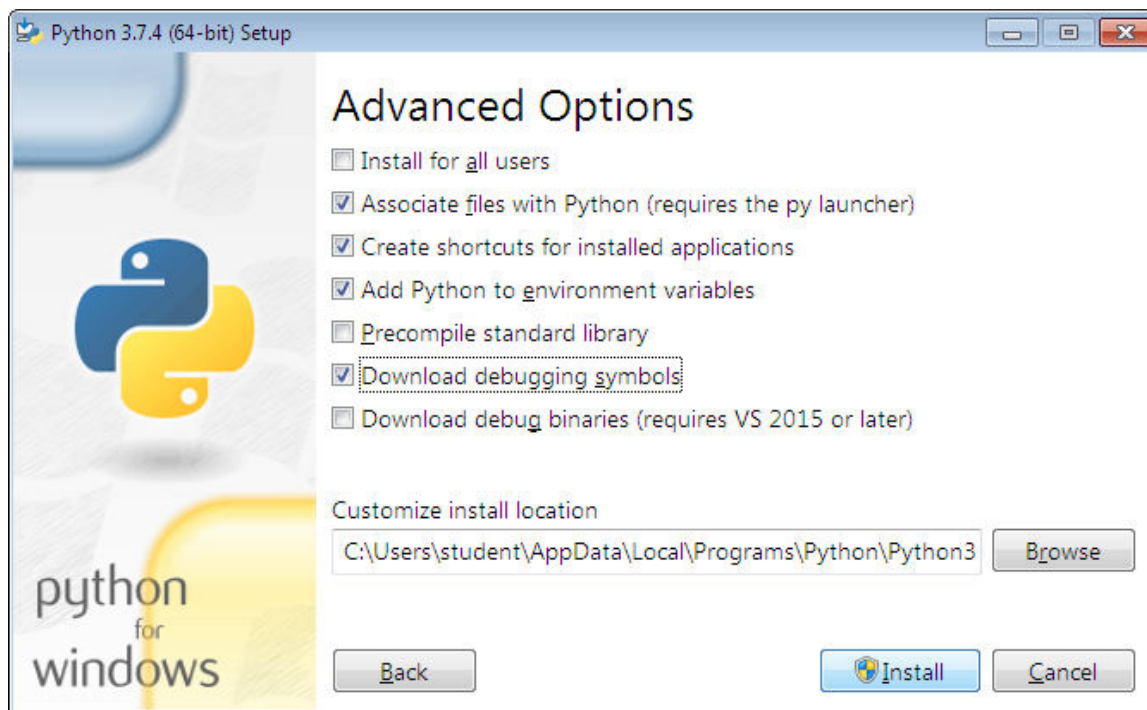 Python 3.7.4 (64-bit) Setup
Advanced Options
Install for all users
Associate files with Python (requires the py launcher)
Create shortcuts for installed applications
Add Python to environment variables
Precompile standard library
Download debugging symbols
Download debug binaries (requires VS 2015 or later)
Customize install location
C:\Users\student\AppData\Local\Programs\Python\Python3
Browse
python
for
windows
Back
Install
Cancel